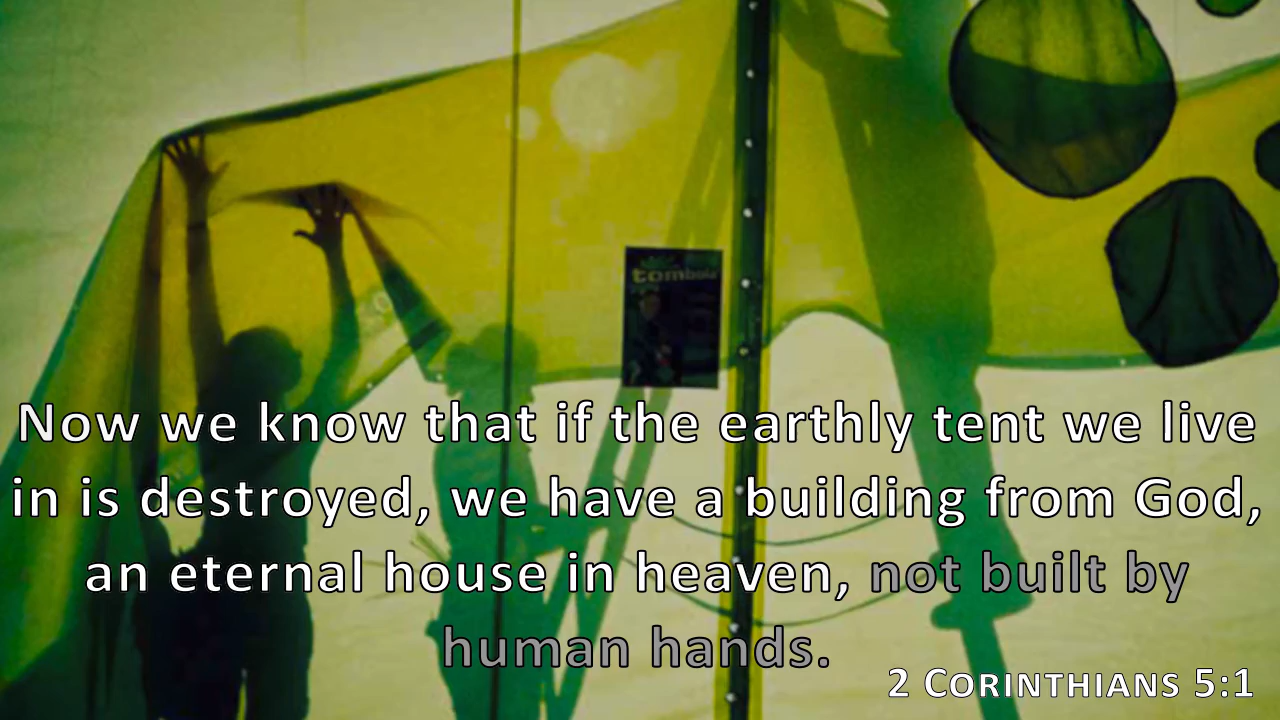 tombola
Now we know that if the earthly tent we live
in is destroyed, we have a building from God,
an eternal house in heaven, not built by
human hands.
2 Corinthians 5:1